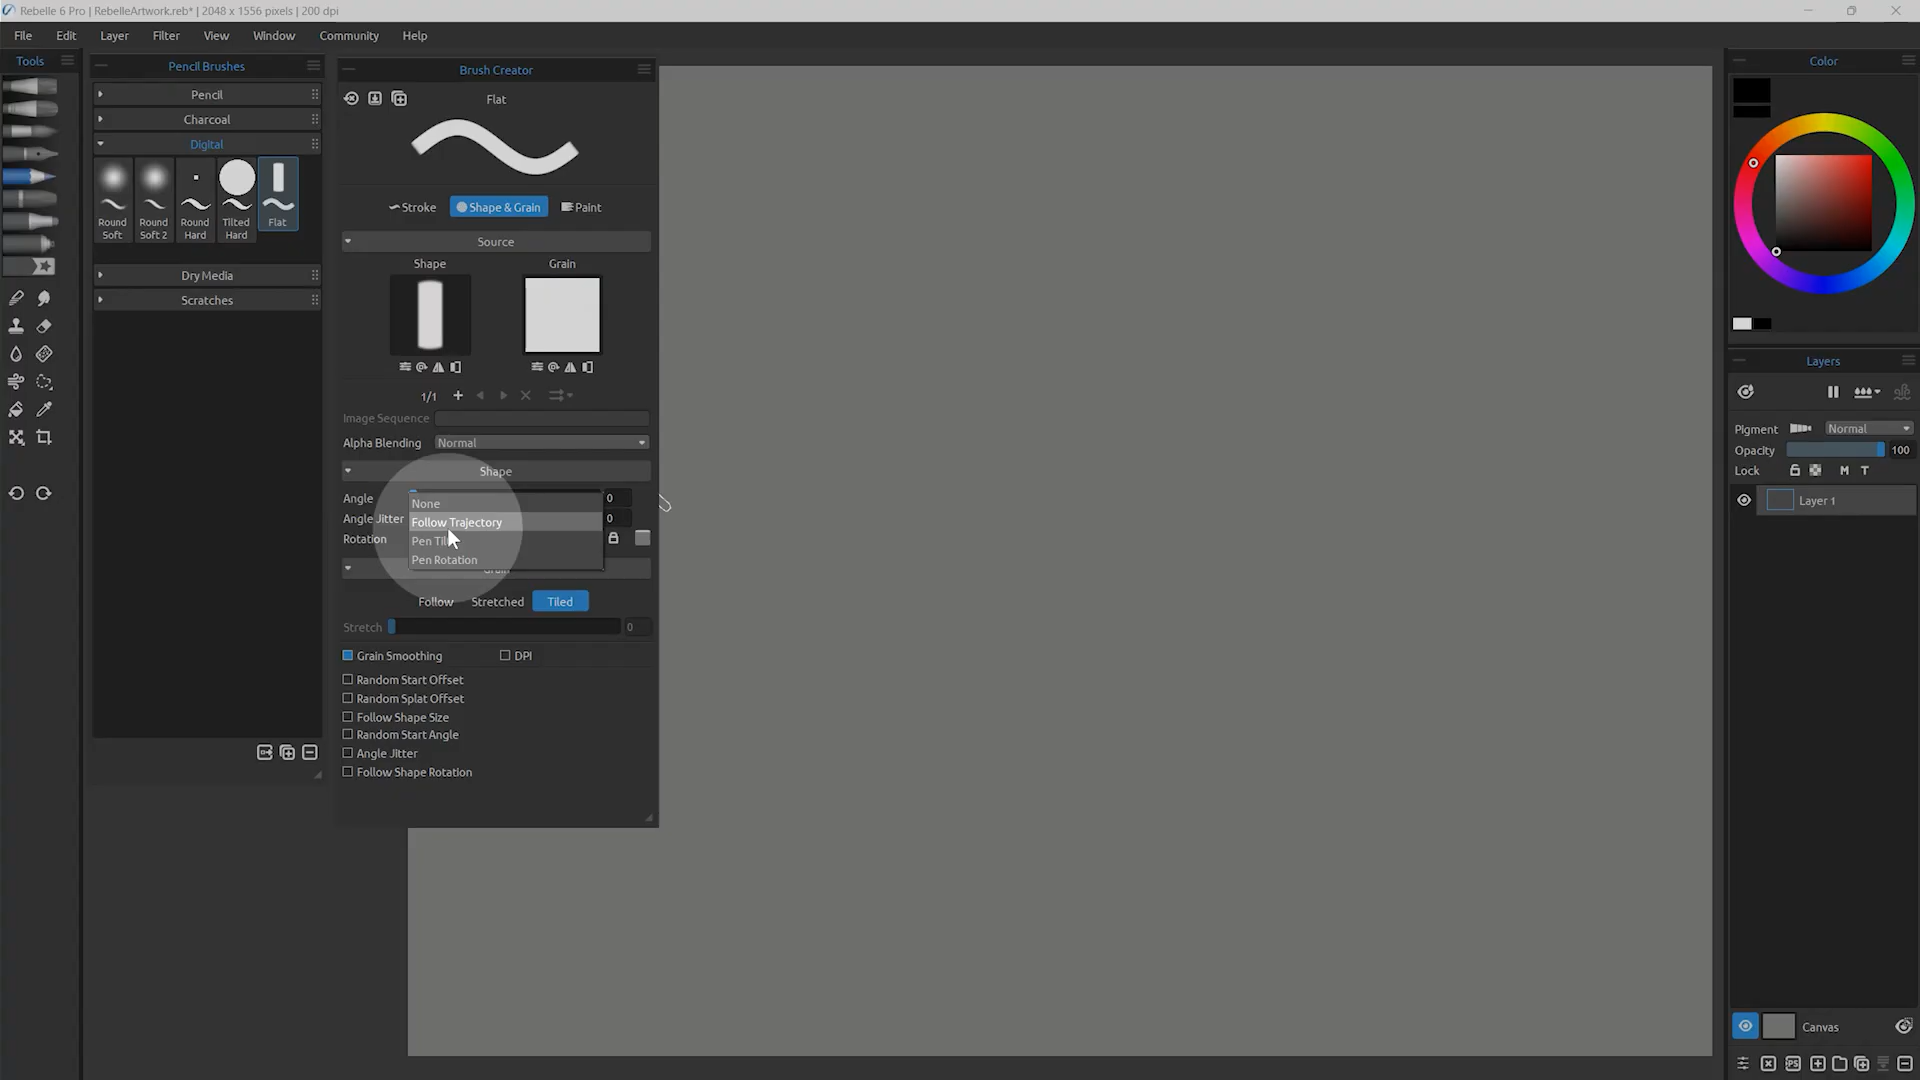 Rebelle 6 Pro | RebelleArtwork.reb* | 2048 x 1556 pixels | 200 dpi
File Edit Layer Filter View Window Community Help
Tools
Pencil Brushes
Pencil
Charcoal
Digital
Round Soft
Round Soft 2
Round Hard
Tilted Hard
Flat
Dry Media
Scratches
Brush Creator
Flat
Stroke Shape & Grain Paint
Source
Shape Grain
1/1
Image Sequence
Alpha Blending Normal
Shape
Angle 0
Angle Jitter 0
Rotation
None
Follow Trajectory
Pen
Pen Rotation
Follow Stretched Tiled
Stretch 0
Grain Smoothing DPI
Random Start Offset
Random Splat Offset
Follow Shape Size
Random Start Angle
Angle Jitter
Follow Shape Rotation
Color
Layers
Pigment Normal
Opacity 100
Lock M T
Layer 1
Canvas
PS